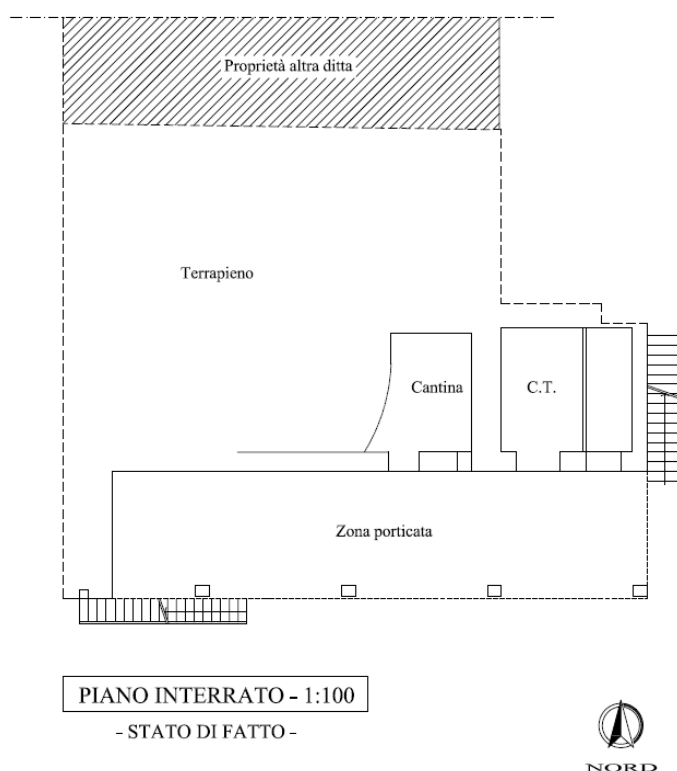 Proprietà altra ditta
Terrapieno
Cantina
C.T.
Zona porticata
PIANO INTERRATO - 1:100
- STATO DI FATTO -
NORD